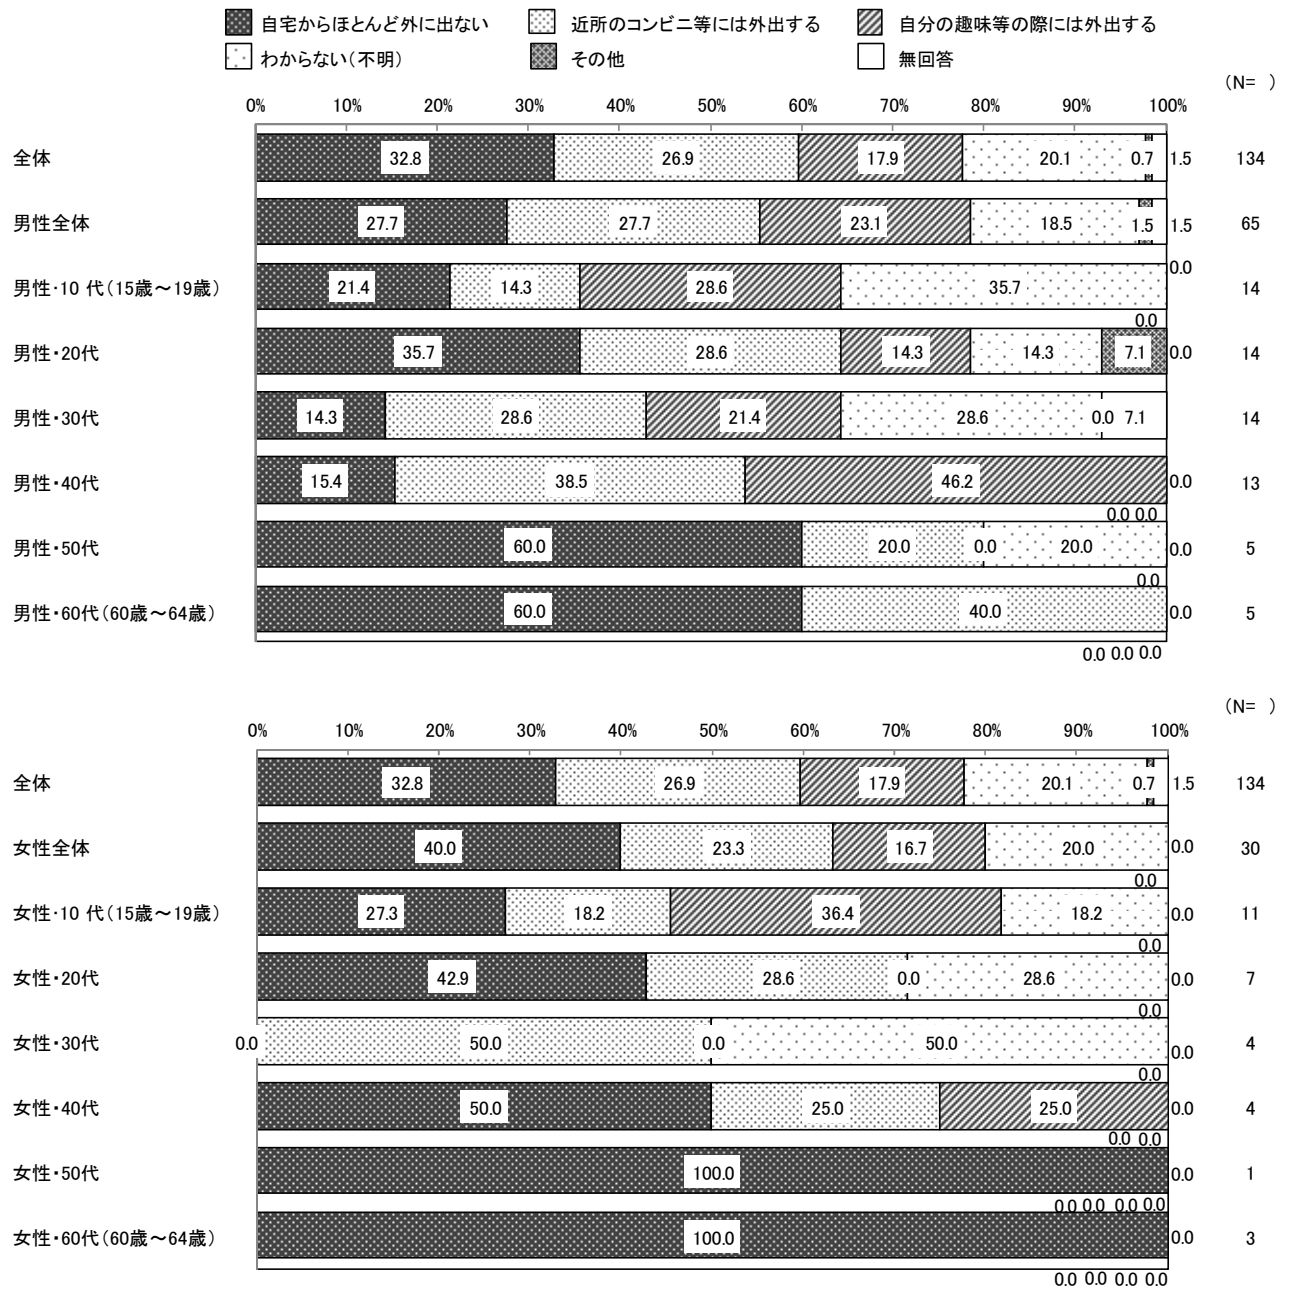 自宅からほとんど外に出ない 近所のコンビニ等には外出する 自分の趣味等の際には外出する
わからない(不明) その他 無回答
(N= )
0% 10% 20% 30% 40% 50% 60% 70% 80% 90% 100%
全体 32.8 26.9 17.9 20.1 0.7 1.5 134
男性全体 27.7 27.7 23.1 18.5 1.5 1.5 65
男性・10 代(15歳~19歳) 21.4 14.3 28.6 35.7 0.0 14
0.0
男性・20代 35.7 28.6 14.3 14.3 7.1 0.0 14
男性・30代 14.3 28.6 21.4 28.6 0.0 7.1 14
男性・40代 15.4 38.5 46.2 0.0 13
0.0 0.0
男性・50代 60.0 20.0 0.0 20.0 0.0 5
0.0
男性・60代(60歳~64歳) 60.0 40.0 0.0 5
0.0 0.0 0.0
(N= )
0% 10% 20% 30% 40% 50% 60% 70% 80% 90% 100%
全体 32.8 26.9 17.9 20.1 0.7 1.5 134
女性全体 40.0 23.3 16.7 20.0 0.0 30
0.0
女性・10 代(15歳~19歳) 27.3 18.2 36.4 18.2 0.0 11
0.0
女性・20代 42.9 28.6 0.0 28.6 0.0 7
0.0
女性・30代 0.0 50.0 0.0 50.0 0.0 4
0.0
女性・40代 50.0 25.0 25.0 0.0 4
0.0 0.0
女性・50代 100.0 0.0 1
0.0 0.0 0.0 0.0
女性・60代(60歳~64歳) 100.0 0.0 3
0.0 0.0 0.0 0.0